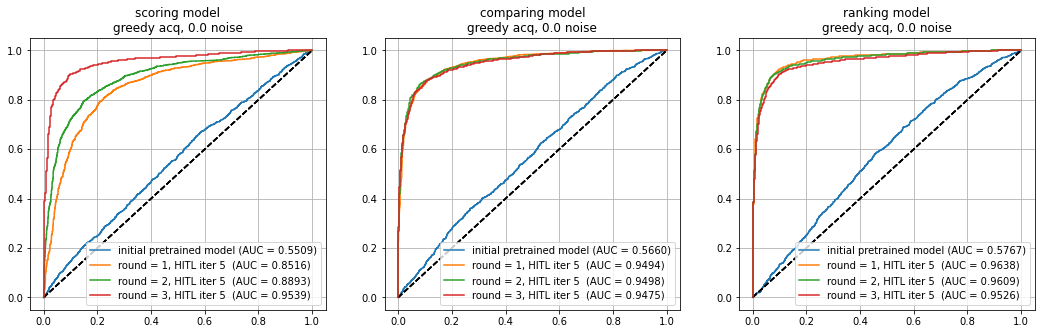 scoring model
greedy acq, 0.0 noise
1.0
0.8
0.6
0.4
0.2
0.0
0.0 0.2 0.4 0.6 0.8 1.0
initial pretrained model (AUC = 0.5509)
round = 1, HITL iter 5 (AUC = 0.8516)
round = 2, HITL iter 5 (AUC = 0.8893)
round = 3, HITL iter 5 (AUC = 0.9539)
comparing model
greedy acq, 0.0 noise
1.0
0.8
0.6
0.4
0.2
0.0
0.0 0.2 0.4 0.6 0.8 1.0
initial pretrained model (AUC = 0.5660)
round = 1, HITL iter 5 (AUC = 0.9494)
round = 2, HITL iter 5 (AUC = 0.9498)
round = 3, HITL iter 5 (AUC = 0.9475)
ranking model
greedy acq, 0.0 noise
1.0
0.8
0.6
0.4
0.2
0.0
0.0 0.2 0.4 0.6 0.8 1.0
initial pretrained model (AUC = 0.5767)
round = 1, HITL iter 5 (AUC = 0.9638)
round = 2, HITL iter 5 (AUC = 0.9609)
round = 3, HITL iter 5 (AUC = 0.9526)